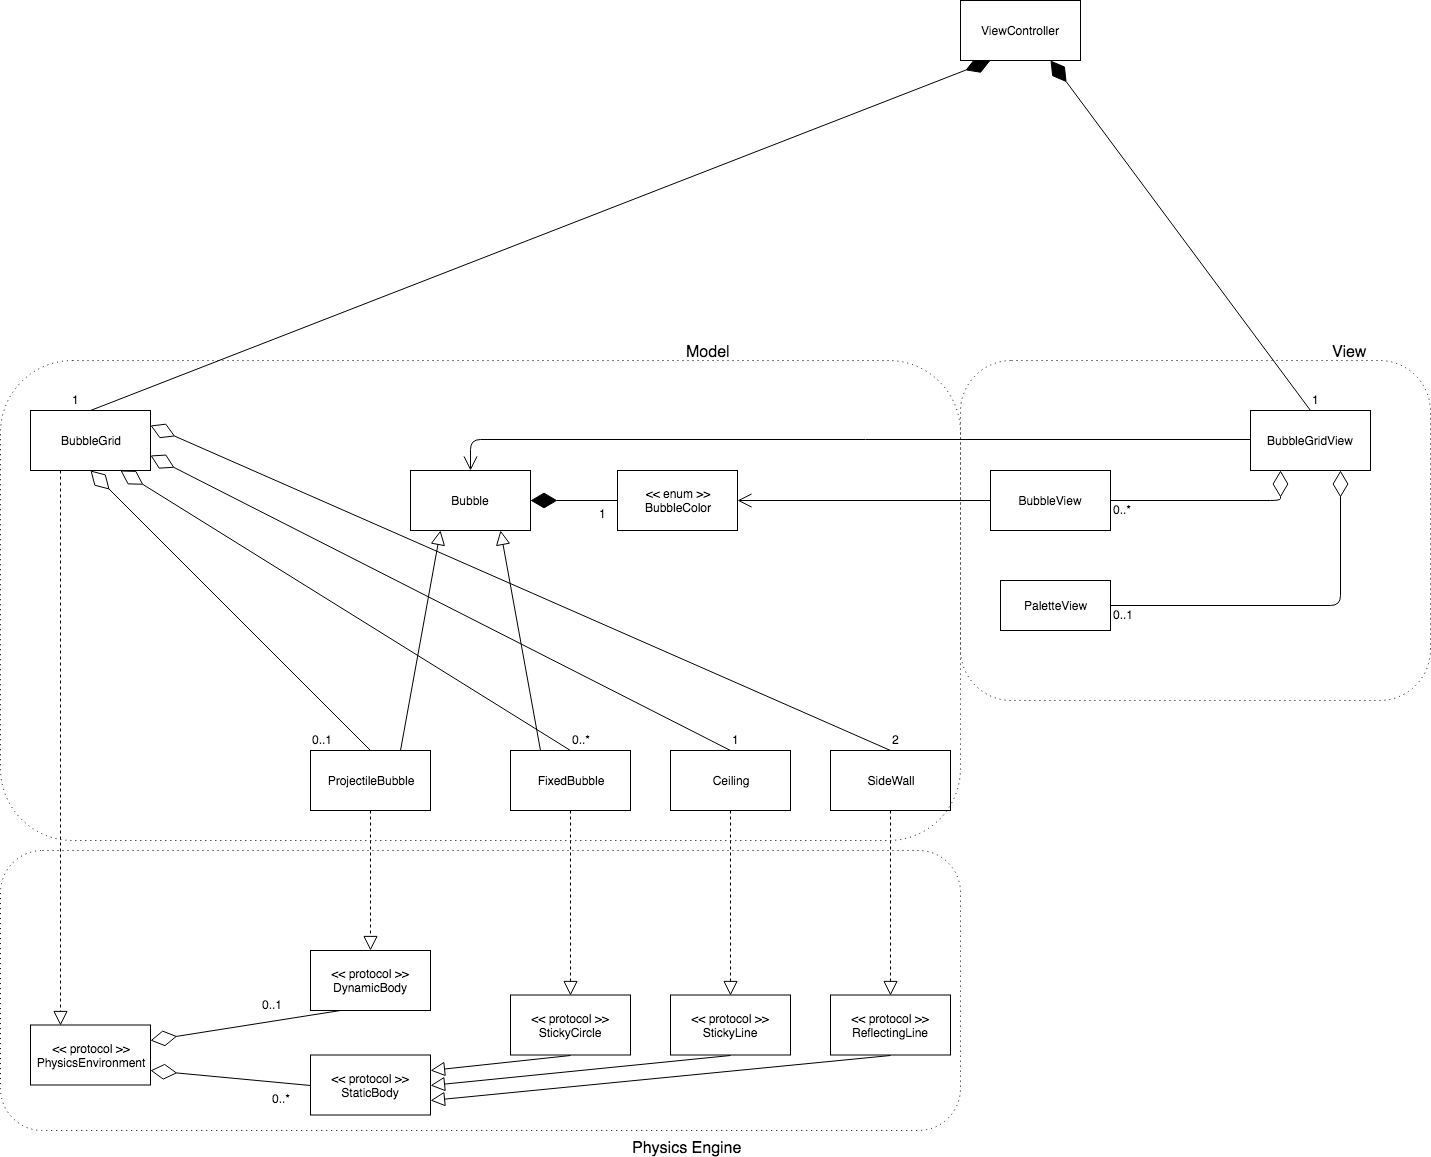 ViewController
Model
View
1
1
BubbleGrid
BubbleGridView
Bubble
<< enum >>
BubbleColor
1
BubbleView
0..*
PaletteView
0..1
0..1
0..*
1
2
ProjectileBubble
FixedBubble
Ceiling
SideWall
<< protocol >>
DynamicBody
0..1
<< protocol >>
StickyCircle
<< protocol >>
StickyLine
<< protocol >>
ReflectingLine
<< protocol >>
PhysicsEnvironment
<< protocol >>
StaticBody
0..*
Physics Engine